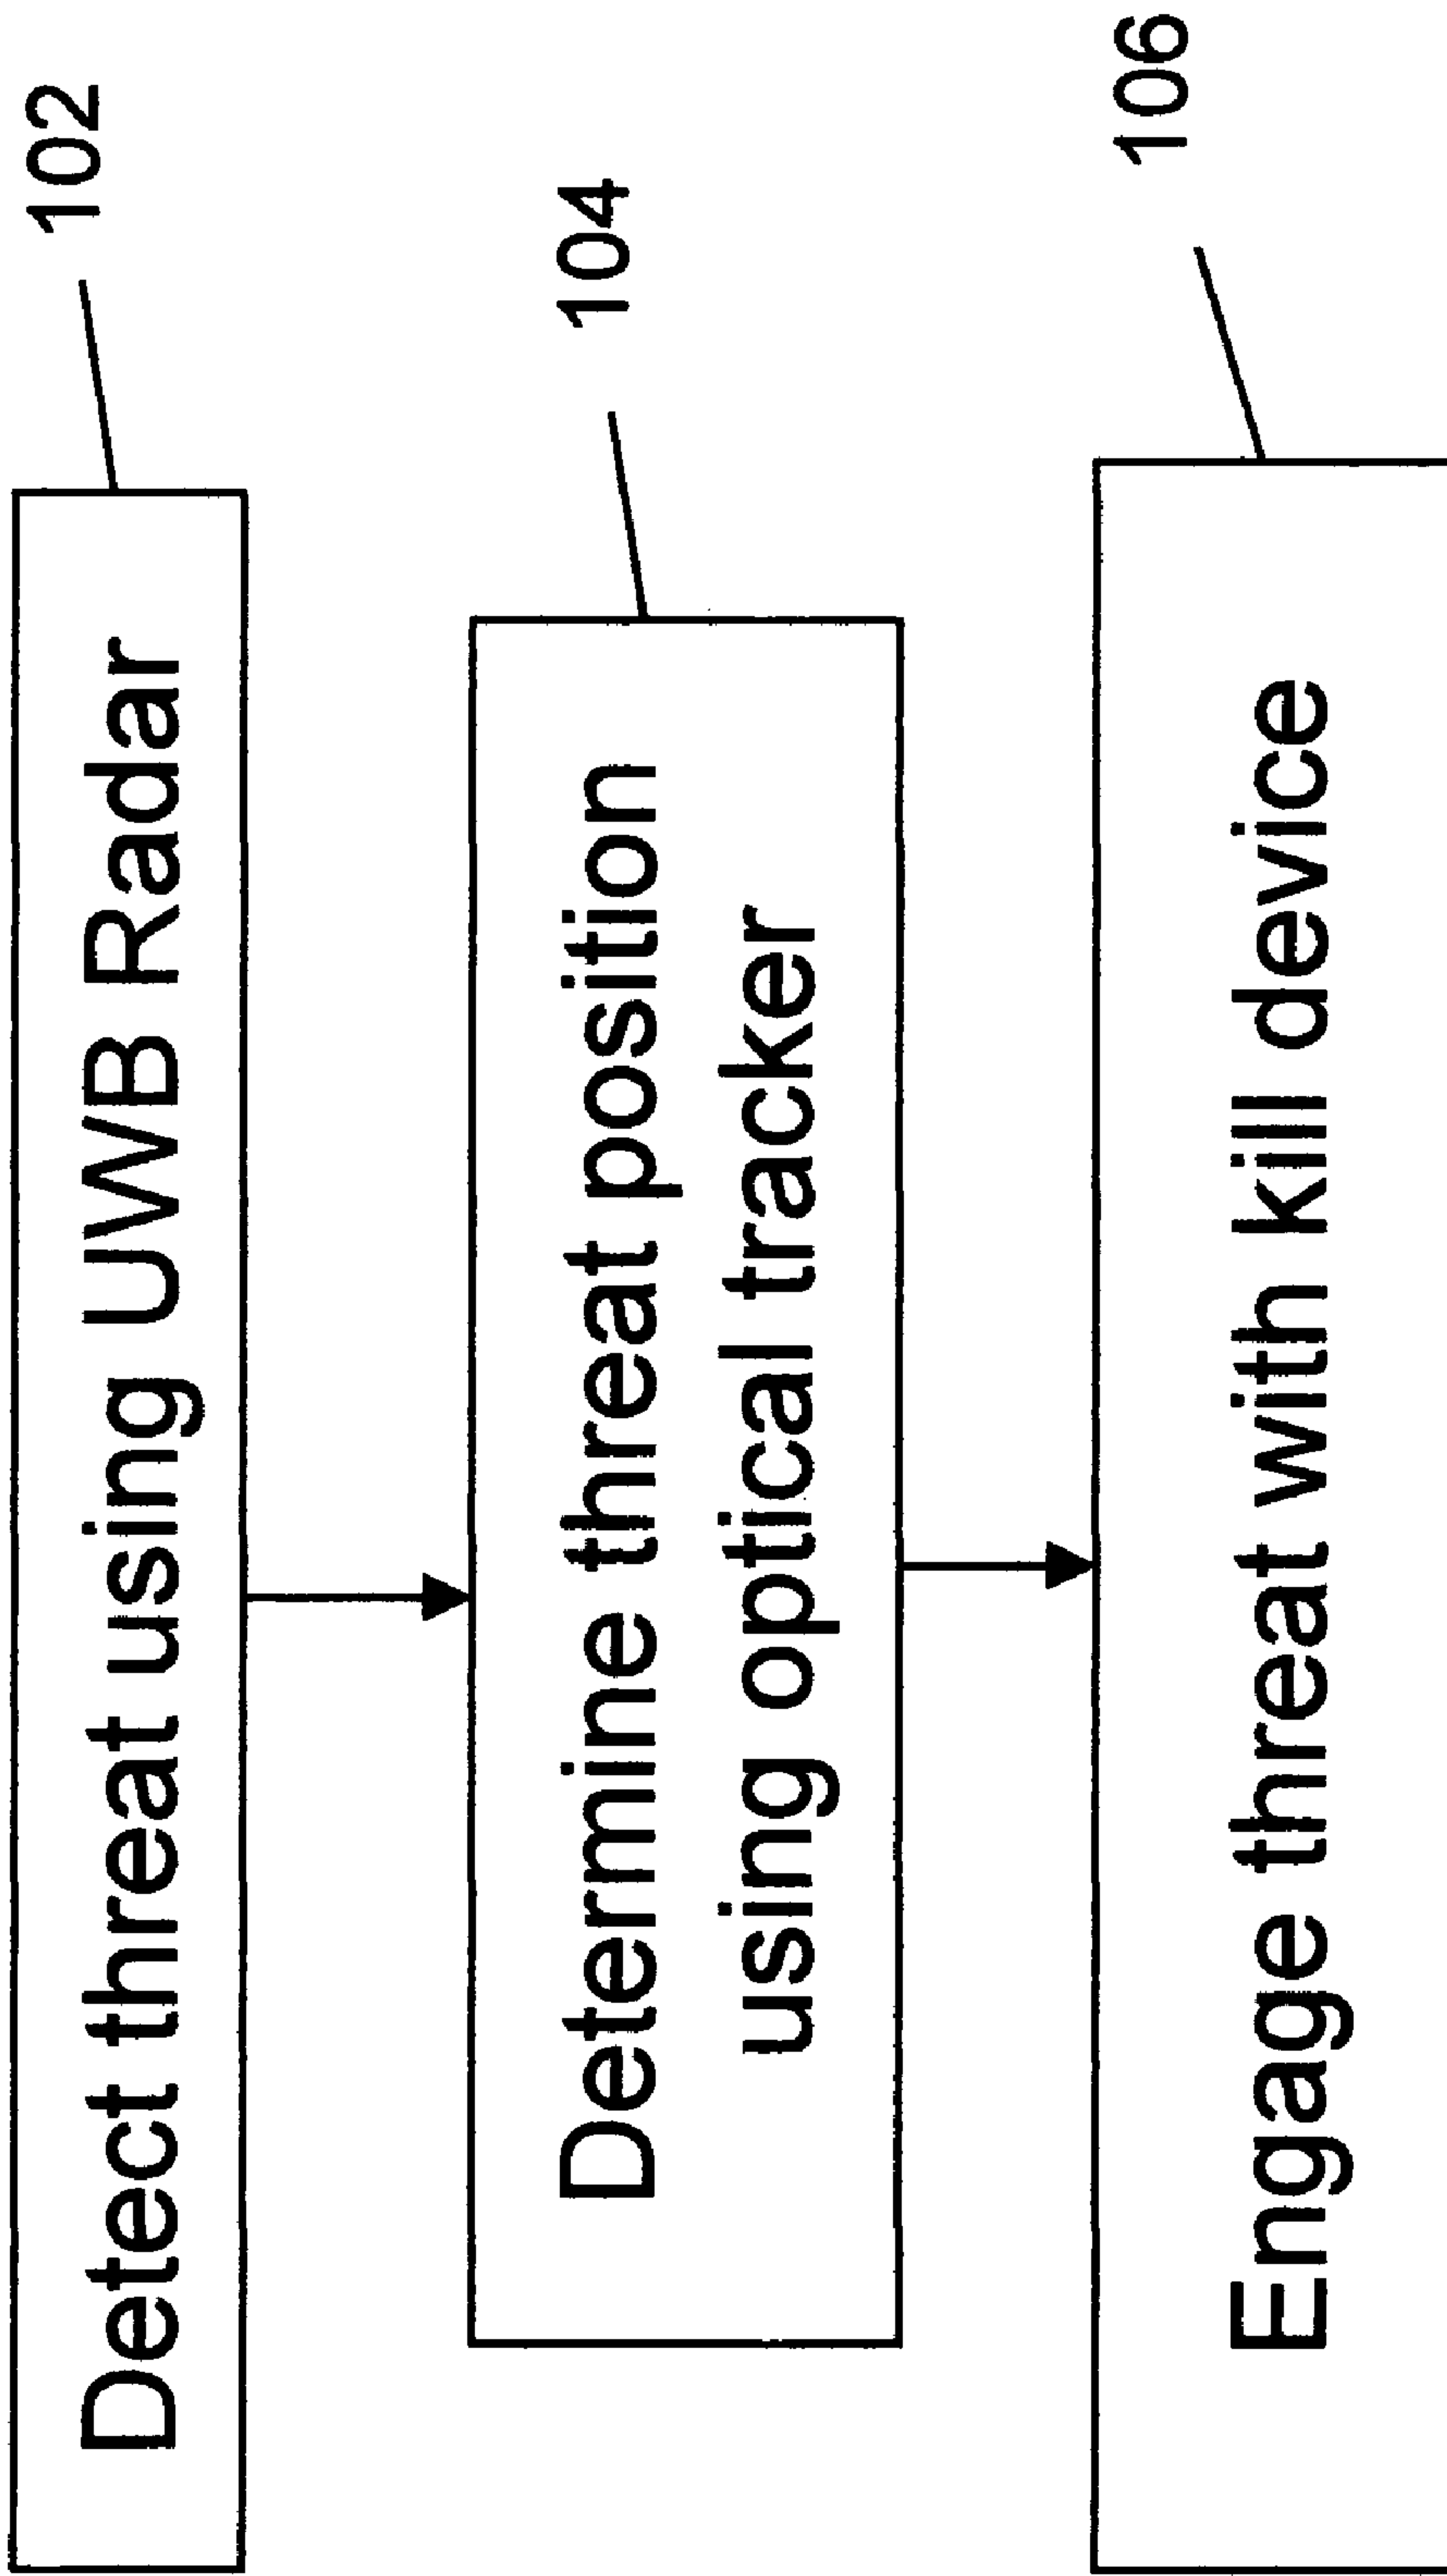 Detect threat using UWB Radar
102
Determine threat position
using optical tracker
104
Engage threat with kill device
106